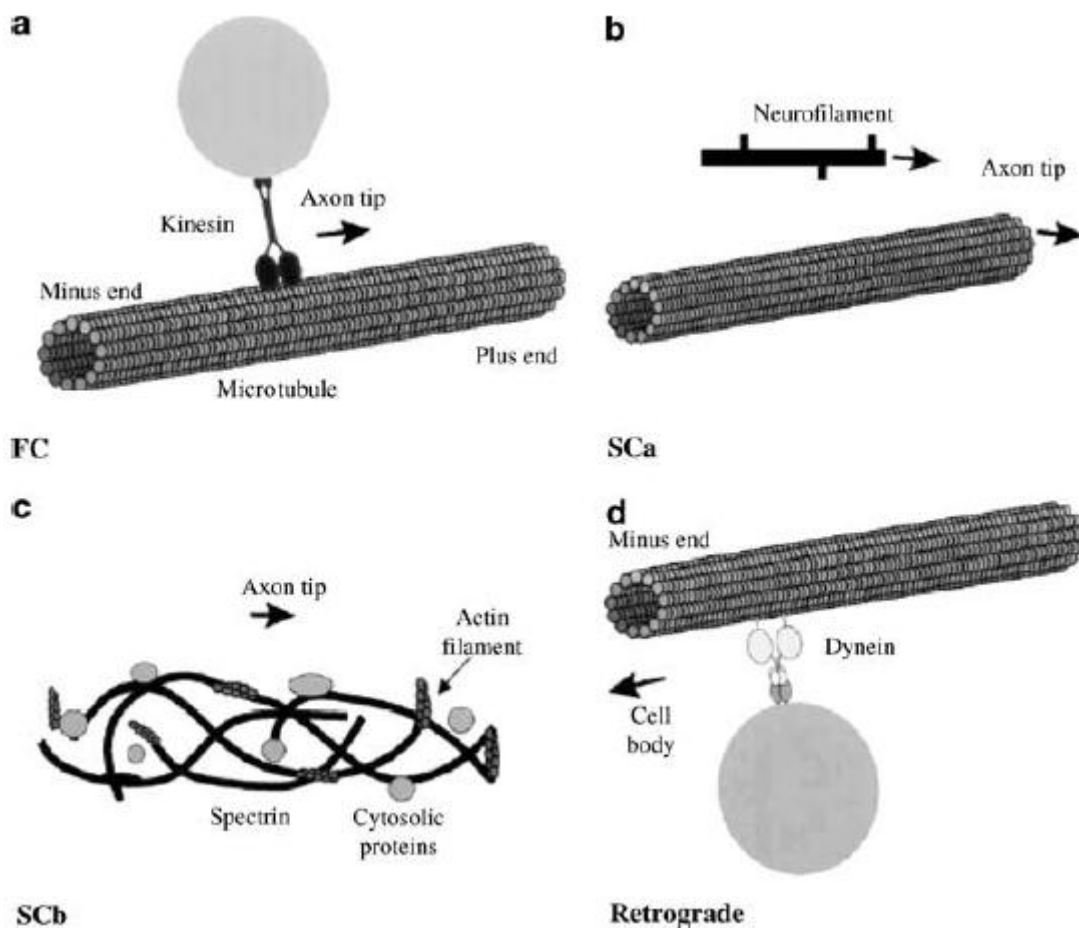 a
Axon tip
Kinesin
Minus end
Plus end
Microtubule
FC
b
Neurofilament
Axon tip
SCa
c
Axon tip
Actin
filament
Spectrin
Cytosolic
proteins
SCb
d
Minus end
Dynein
Cell
body
Retrograde